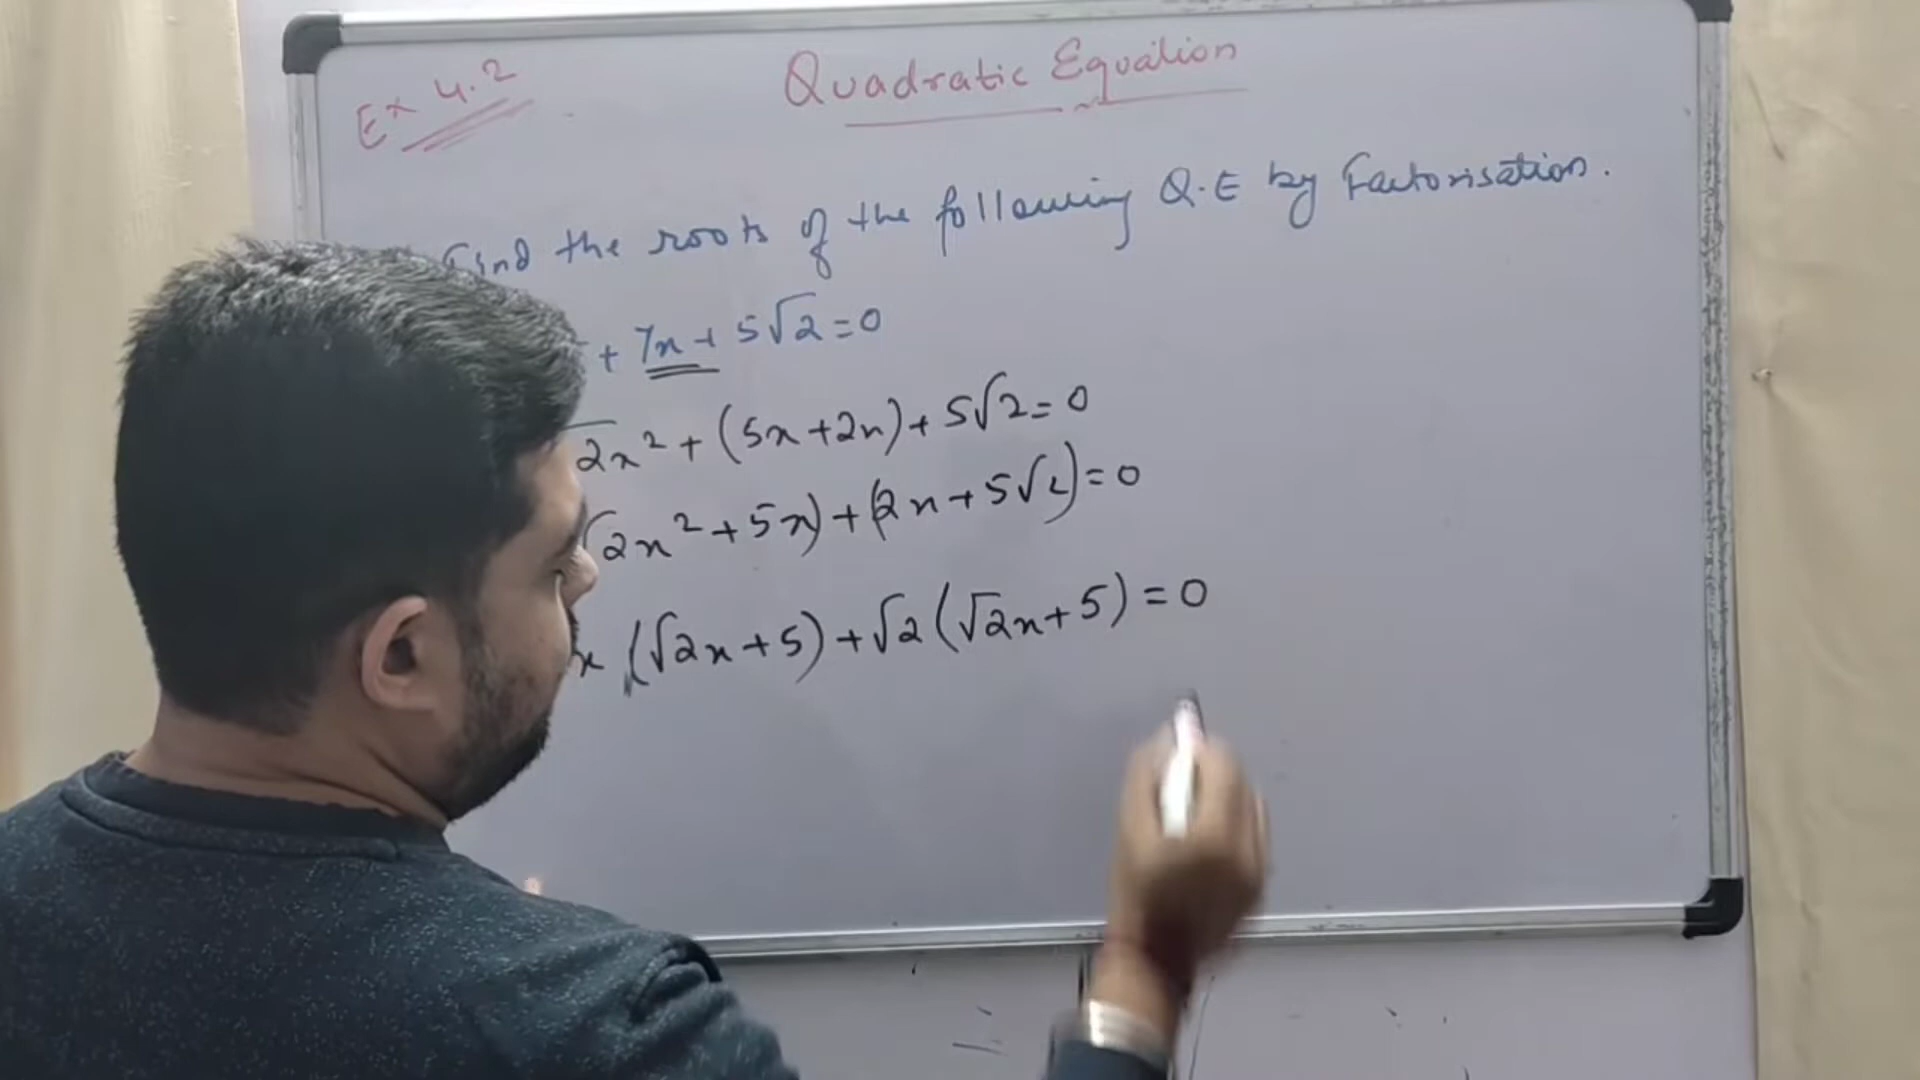 Ex 4.2
Quadratic Equation
Find the roots of the following Q.E by Factorisation.
+ 7x + 5√2 = 0
2x² + (5x + 2x) + 5√2 = 0
√2x² + 5x) + (2x + 5√2) = 0
x (√2x + 5) + √2 (√2x + 5) = 0